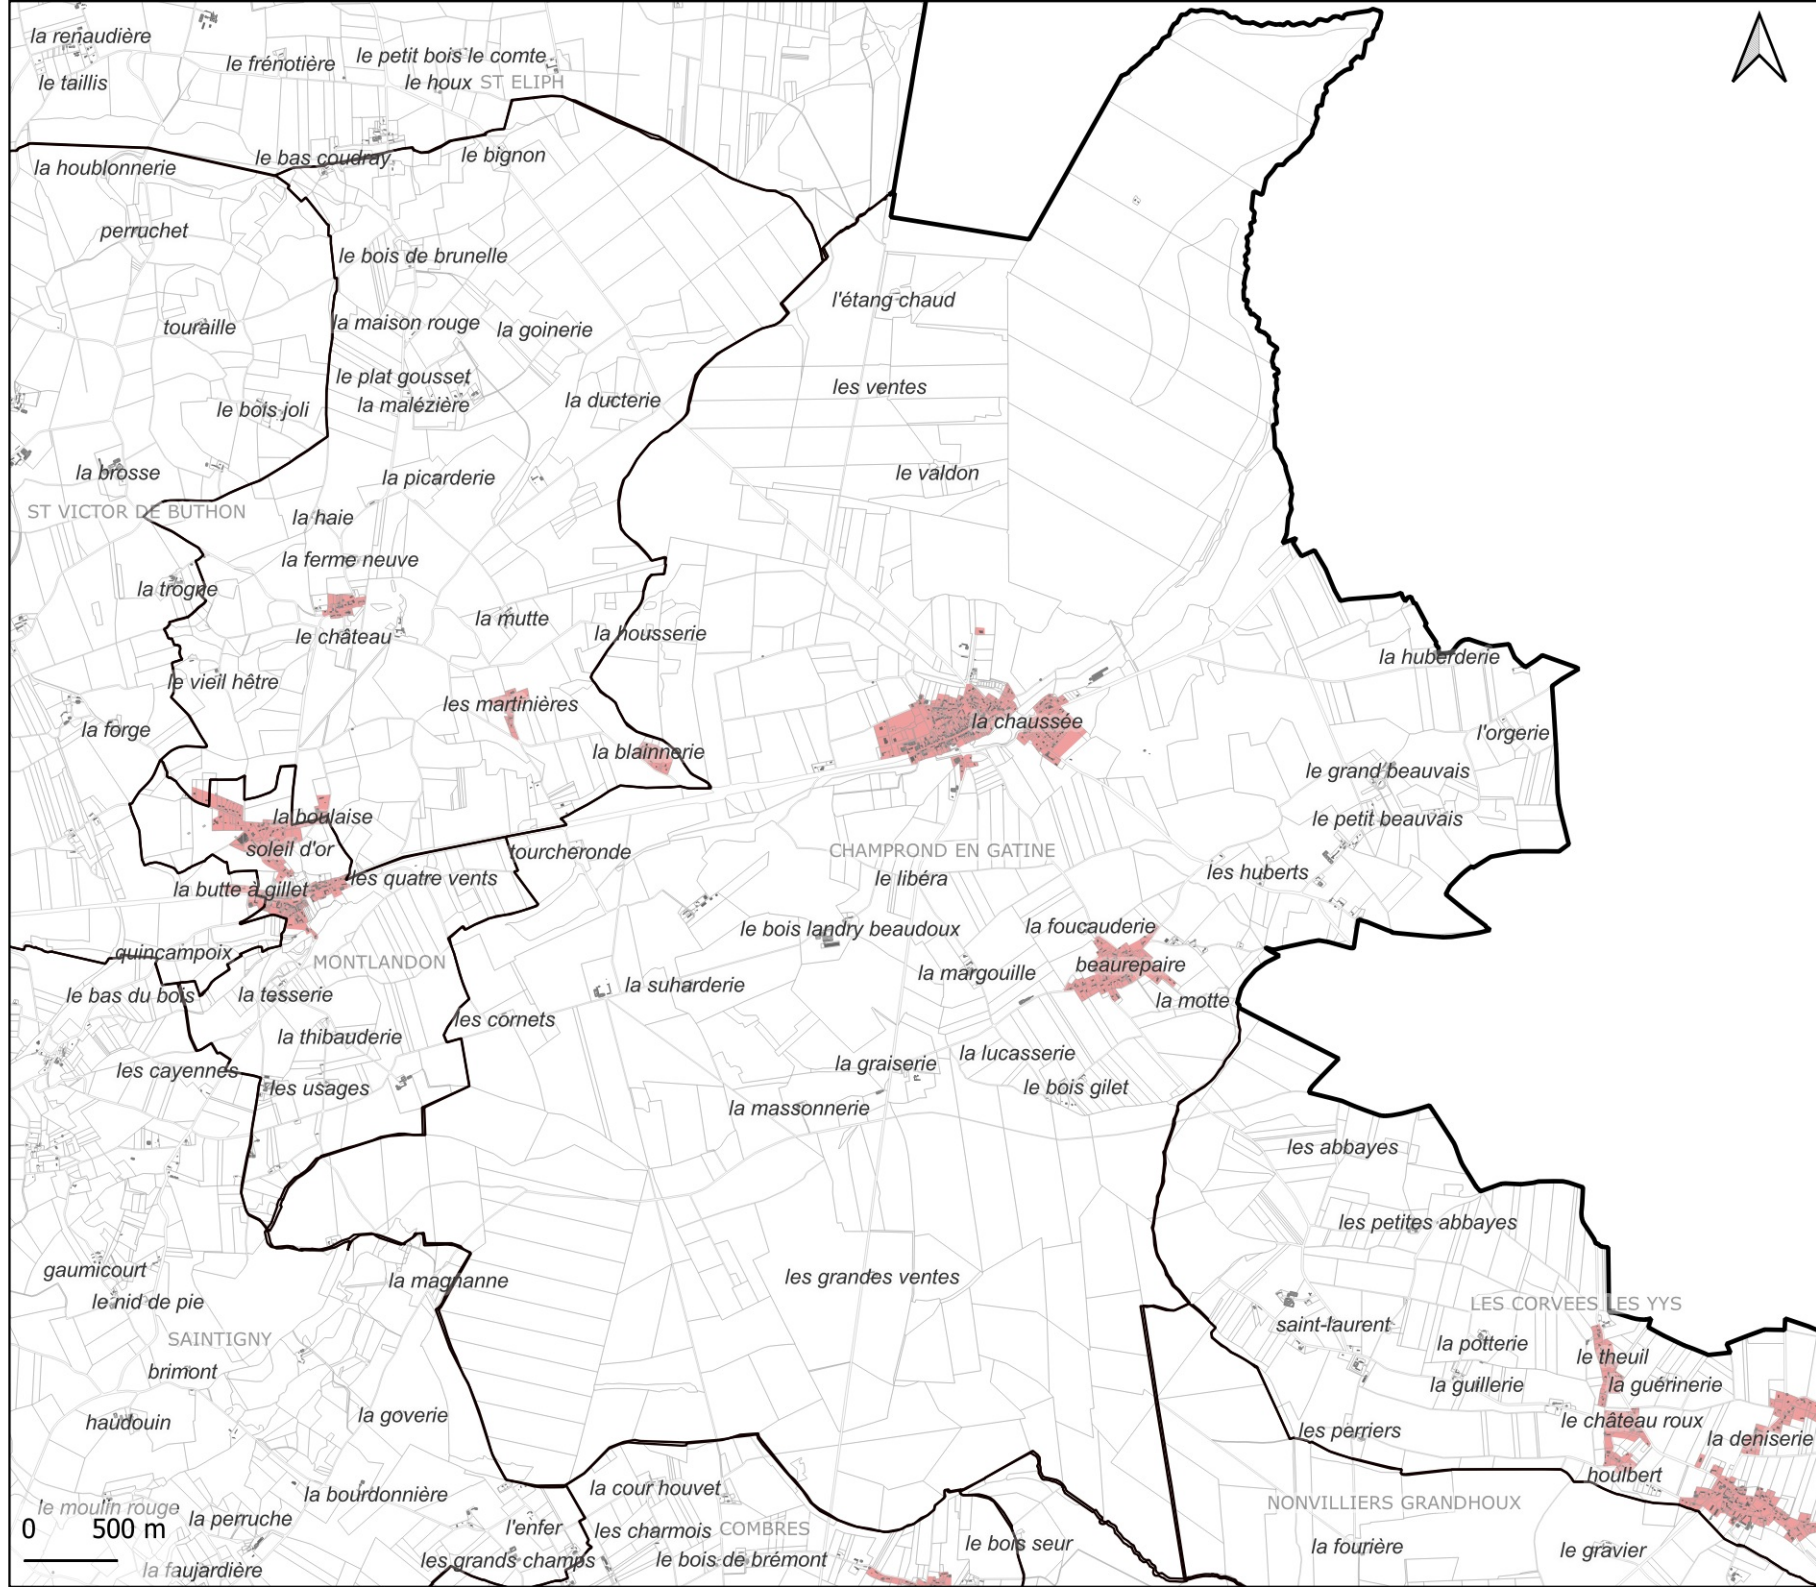 la renaudière
le petit bois le comte
le frénotière
le taillis
le houx
ST ELIPH
la houblonnerie
le bas coudray
le bignon
perruchet
le bois de brunelle
l'étang chaud
touraille
la maison rouge
la goinerie
le plat gousset
les ventes
le bois joli
la malézière
la ducterie
la brosse
la picarderie
le valdon
ST VICTOR DE BUTHON
la haie
la ferme neuve
la trogne
la mutte
le château
la housserie
la huberderie
le vieil hêtre
les martinières
la forge
la chaussée
l'orgerie
la blainnerie
le grand beauvais
la boulaise
le petit beauvais
soleil d'or
tourcheronde
CHAMPROND EN GATINE
la butte à gillet
les quatre vents
le libéra
les huberts
le bois landry beaudoux
la foucauderie
quincampoix
MONTLANDON
la margouille
beaurepaire
le bas du bois
la tesserie
la suharderie
la motte
les cornets
la thibauderie
la lucasserie
la graiserie
les cayennes
les usages
le bois gilet
la massonnerie
les abbayes
les petites abbayes
gaumicourt
la magnanne
les grandes ventes
le nid de pie
LES CORVEES LES YYS
SAINTIGNY
saint-laurent
la potterie
brimont
le theuil
la guillerie
la guérinerie
haudouin
la goverie
le château roux
les perriers
la deniserie
houlbert
la cour houvet
la bourdonnière
le moulin rouge
la perruche
NONVILLIERS GRANDHOUX
0 500 m
l'enfer
les charmois
COMBRES
le bois seur
la fourière
le gravier
les grands champs
le bois de brémont
la faujardière